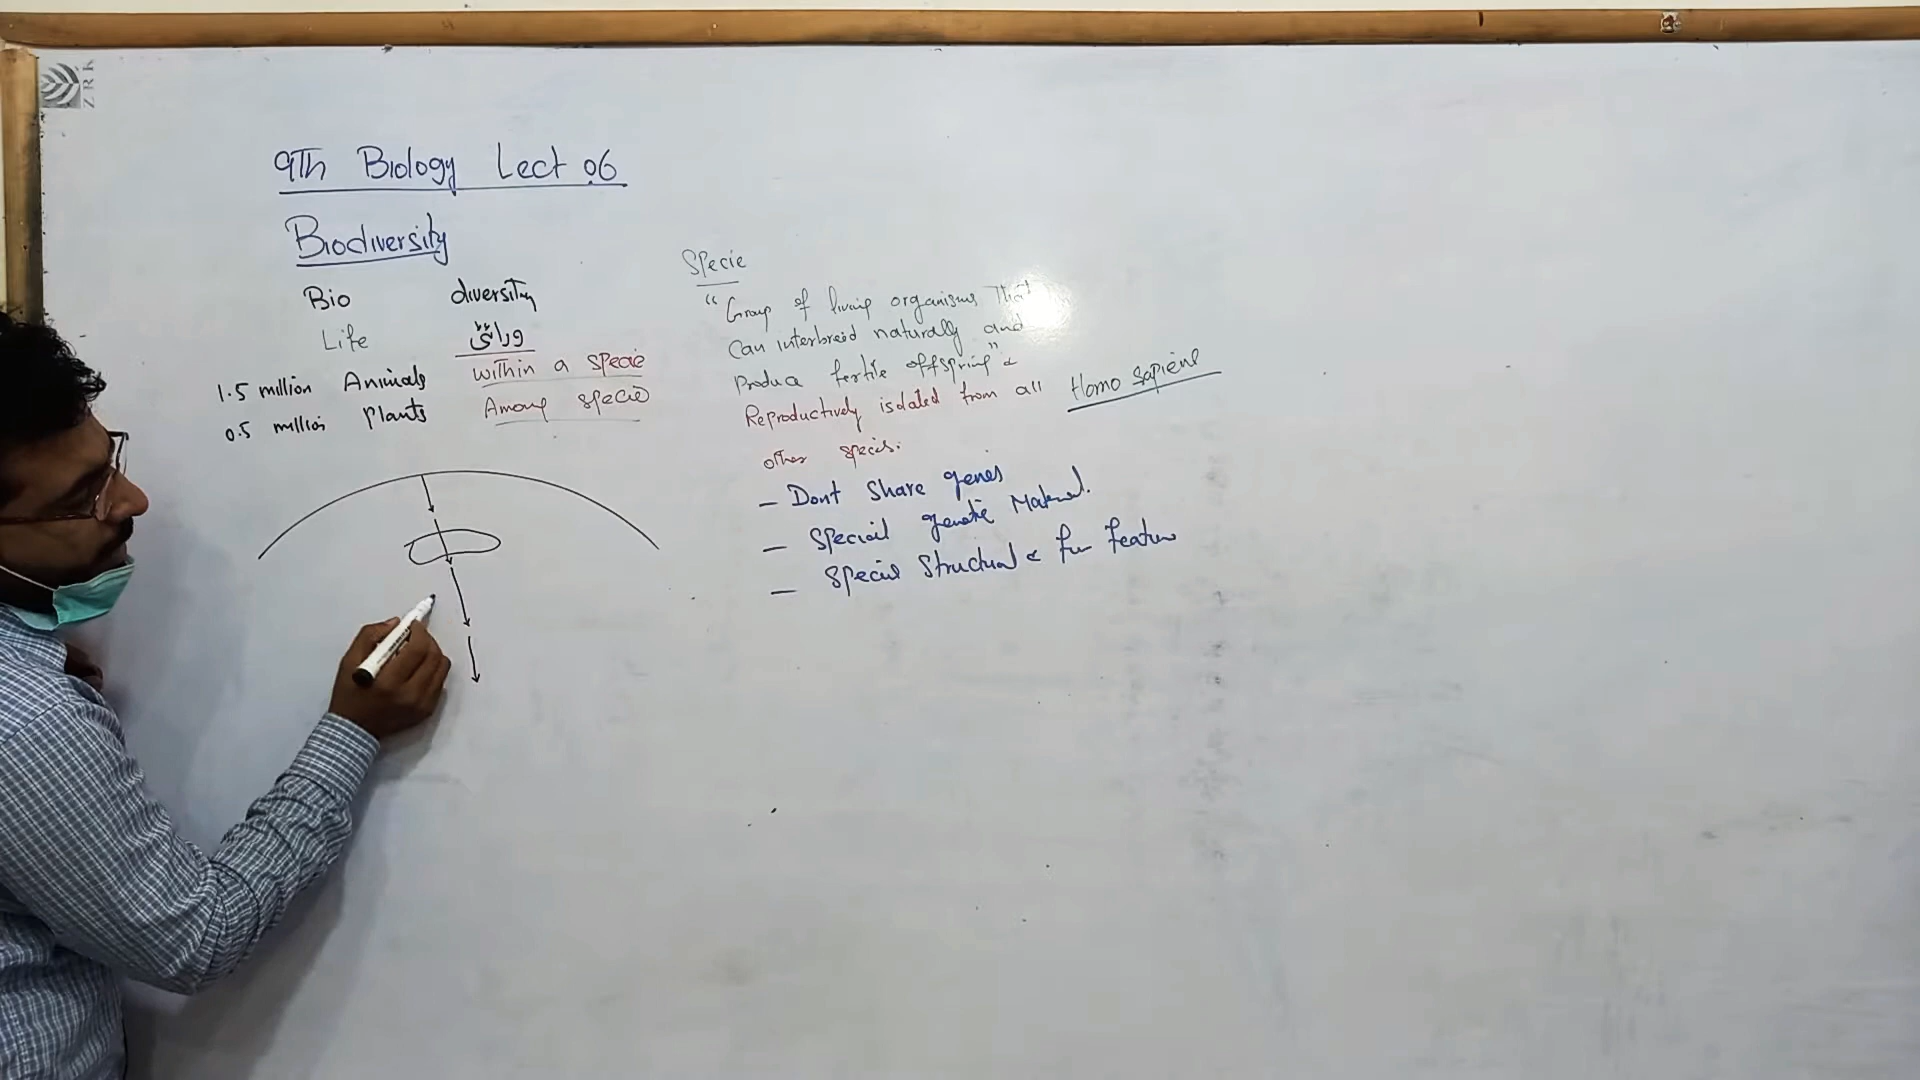 ZRK
9Th Biology Lect 06
Biodiversity
Bio diversity
Life ورائٹی
1.5 million Animals within a specie
0.5 million plants Among specie
Specie
“Group of living organisms That
Can interbreid naturally and
produce fertile offspring” &
Reproductively isolated from all Homo sapiens
other species.
- Dont Share genes
- Special genetic Material.
- Special Structural & fun feature